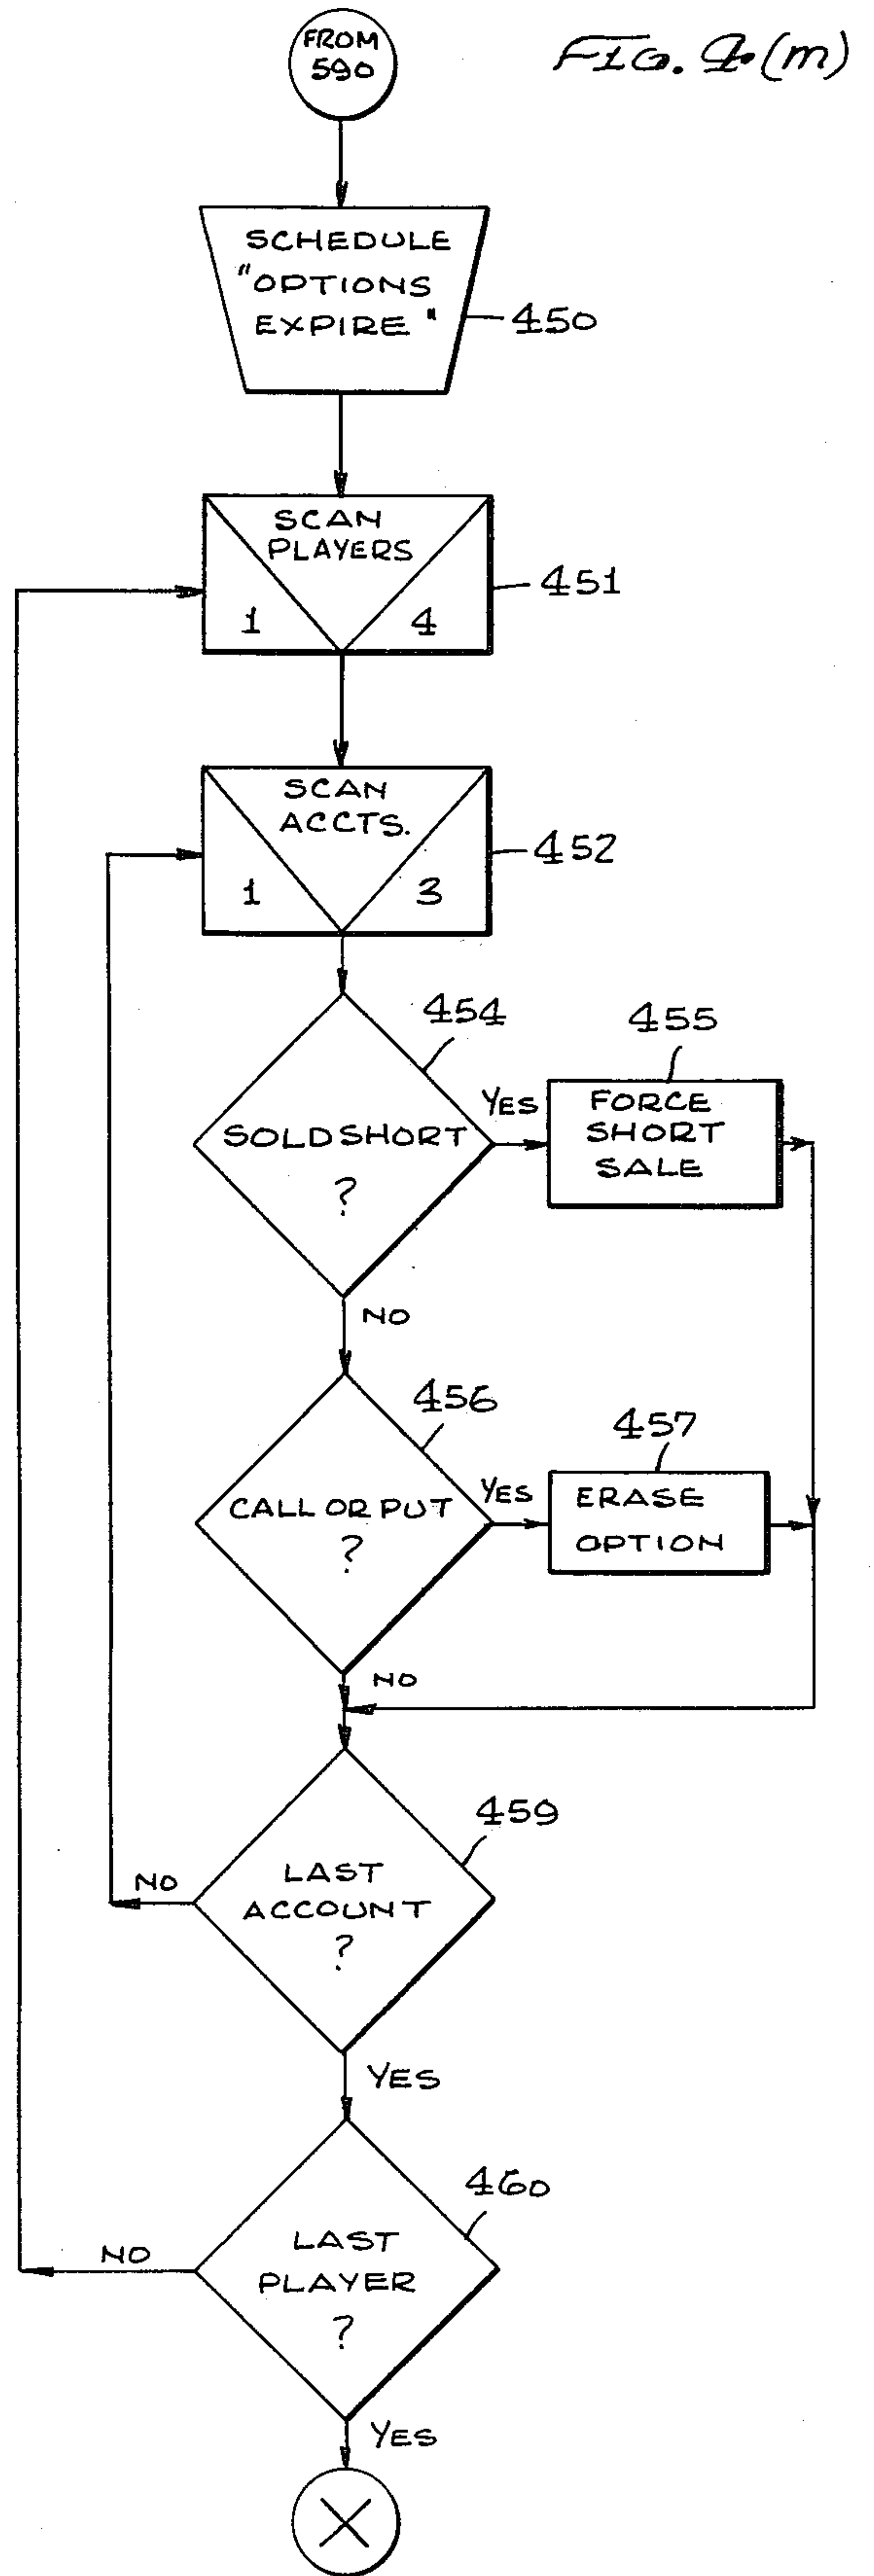 FROM
590
FIG. 9.(m)
SCHEDULE
"OPTIONS
EXPIRE"
450
SCAN
PLAYERS
1
4
451
SCAN
ACCTS.
1
3
452
454
SOLD SHORT
?
YES
455
FORCE
SHORT
SALE
NO
456
CALL OR PUT
?
YES
457
ERASE
OPTION
NO
459
LAST
ACCOUNT
?
NO
YES
460
LAST
PLAYER
?
NO
YES
X